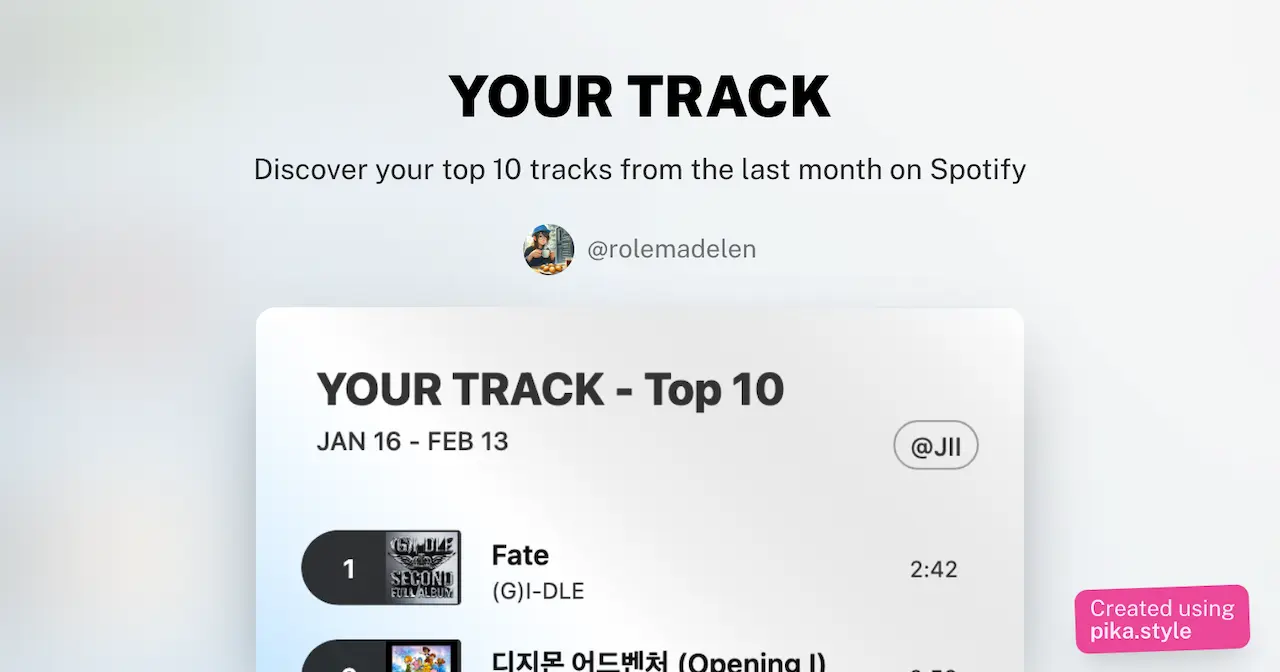 YOUR TRACK
Discover your top 10 tracks from the last month on Spotify
@rolemadelen
YOUR TRACK - Top 10
JAN 16 - FEB 13
@JII
1
(G)I-DLE
SECOND
FULL ALBUM
Fate
(G)I-DLE
2:42
디지몬 어드벤처 (Opening I)
Created using
pika.style